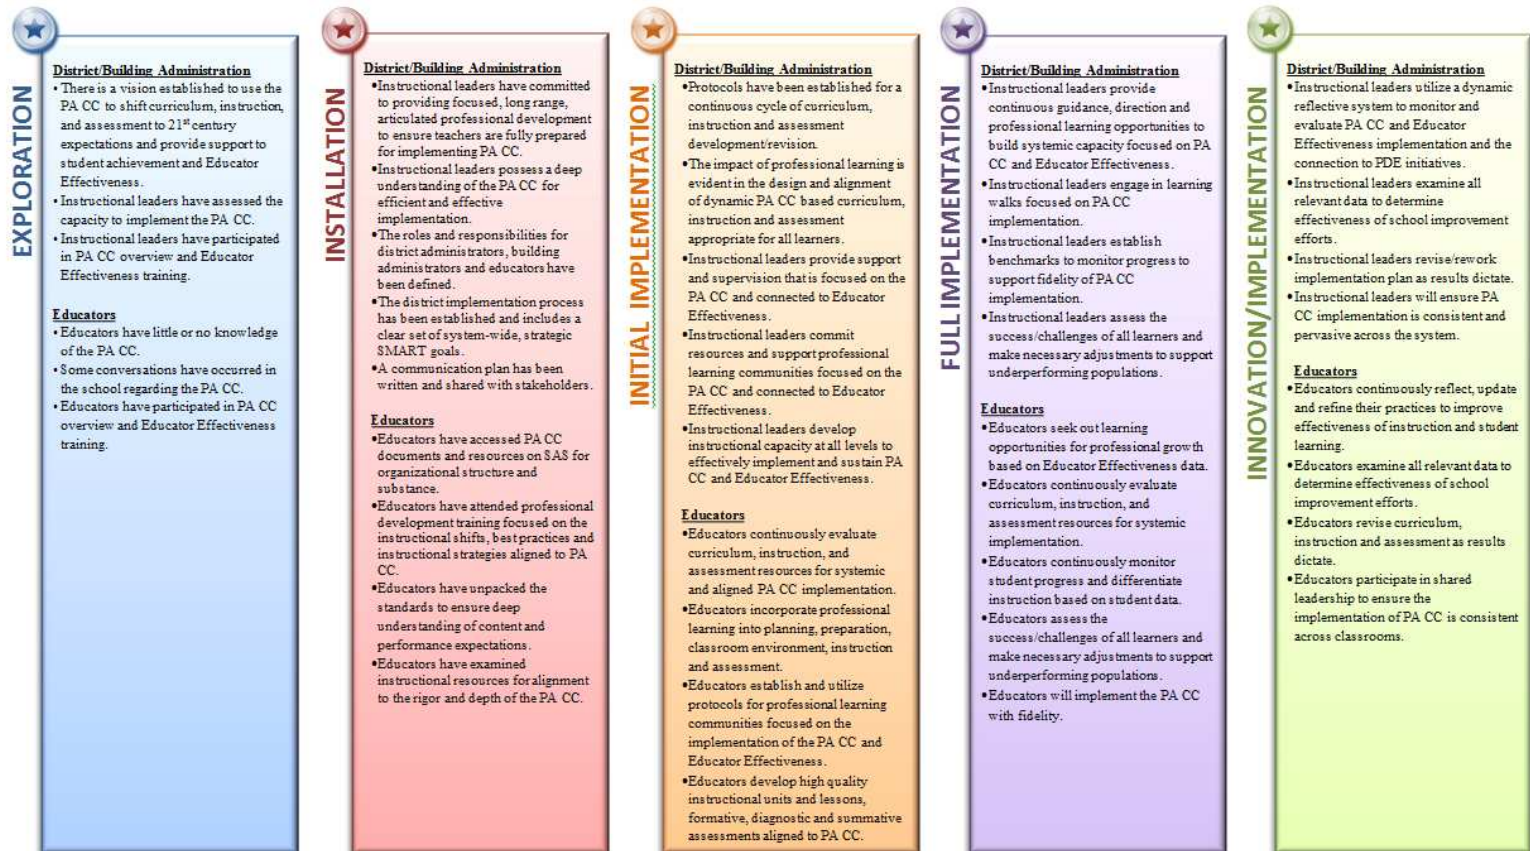 EXPLORATION
District/Building Administration
• There is a vision established to use the
PA CC to shift curriculum, instruction,
and assessment to 21st century
expectations and provide support to
student achievement and Educator
Effectiveness.
• Instructional leaders have assessed the
capacity to implement the PA CC.
• Instructional leaders have participated
in PA CC overview and Educator
Effectiveness training.
Educators
• Educators have little or no knowledge
of the PA CC.
• Some conversations have occurred in
the school regarding the PA CC.
• Educators have participated in PA CC
overview and Educator Effectiveness
training.
INSTALLATION
District/Building Administration
•Instructional leaders have committed
to providing focused, long range,
articulated professional development
to ensure teachers are fully prepared
for implementing PA CC.
•Instructional leaders possess a deep
understanding of the PA CC for
efficient and effective
implementation.
•The roles and responsibilities for
district administrators, building
administrators and educators have
been defined.
•The district implementation process
has been established and includes a
clear set of system-wide, strategic
SMART goals.
•A communication plan has been
written and shared with stakeholders.
Educators
•Educators have accessed PA CC
documents and resources on SAS for
organizational structure and
substance.
•Educators have attended professional
development training focused on the
instructional shifts, best practices and
instructional strategies aligned to PA
CC.
•Educators have unpacked the
standards to ensure deep
understanding of content and
performance expectations.
•Educators have examined
instructional resources for alignment
to the rigor and depth of the PA CC.
INITIAL IMPLEMENTATION
District/Building Administration
•Protocols have been established for a
continuous cycle of curriculum,
instruction and assessment
development/revision.
•The impact of professional learning is
evident in the design and alignment
of dynamic PA CC based curriculum,
instruction and assessment
appropriate for all learners.
•Instructional leaders provide support
and supervision that is focused on the
PA CC and connected to Educator
Effectiveness.
•Instructional leaders commit
resources and support professional
learning communities focused on the
PA CC and connected to Educator
Effectiveness.
•Instructional leaders develop
instructional capacity at all levels to
effectively implement and sustain PA
CC and Educator Effectiveness.
Educators
•Educators continuously evaluate
curriculum, instruction, and
assessment resources for systemic
and aligned PA CC implementation.
•Educators incorporate professional
learning into planning, preparation,
classroom environment, instruction
and assessment.
•Educators establish and utilize
protocols for professional learning
communities focused on the
implementation of the PA CC and
Educator Effectiveness.
•Educators develop high quality
instructional units and lessons,
formative, diagnostic and summative
assessments aligned to PA CC.
FULL IMPLEMENTATION
District/Building Administration
•Instructional leaders provide
continuous guidance, direction and
professional learning opportunities to
build systemic capacity focused on PA
CC and Educator Effectiveness.
•Instructional leaders engage in learning
walks focused on PA CC
implementation.
•Instructional leaders establish
benchmarks to monitor progress to
support fidelity of PA CC
implementation.
•Instructional leaders assess the
success/challenges of all learners and
make necessary adjustments to support
underperforming populations.
Educators
•Educators seek out learning
opportunities for professional growth
based on Educator Effectiveness data.
•Educators continuously evaluate
curriculum, instruction, and
assessment resources for systemic
implementation.
•Educators continuously monitor
student progress and differentiate
instruction based on student data.
•Educators assess the
success/challenges of all learners and
make necessary adjustments to support
underperforming populations.
•Educators will implement the PA CC
with fidelity.
INNOVATION/IMPLEMENTATION
District/Building Administration
•Instructional leaders utilize a dynamic
reflective system to monitor and
evaluate PA CC and Educator
Effectiveness implementation and the
connection to PDE initiatives.
•Instructional leaders examine all
relevant data to determine
effectiveness of school improvement
efforts.
•Instructional leaders revise/rework
implementation plan as results dictate.
•Instructional leaders will ensure PA
CC implementation is consistent and
pervasive across the system.
Educators
•Educators continuously reflect, update
and refine their practices to improve
effectiveness of instruction and student
learning.
•Educators examine all relevant data to
determine effectiveness of school
improvement efforts.
•Educators revise curriculum,
instruction and assessment as results
dictate.
•Educators participate in shared
leadership to ensure the
implementation of PA CC is consistent
across classrooms.